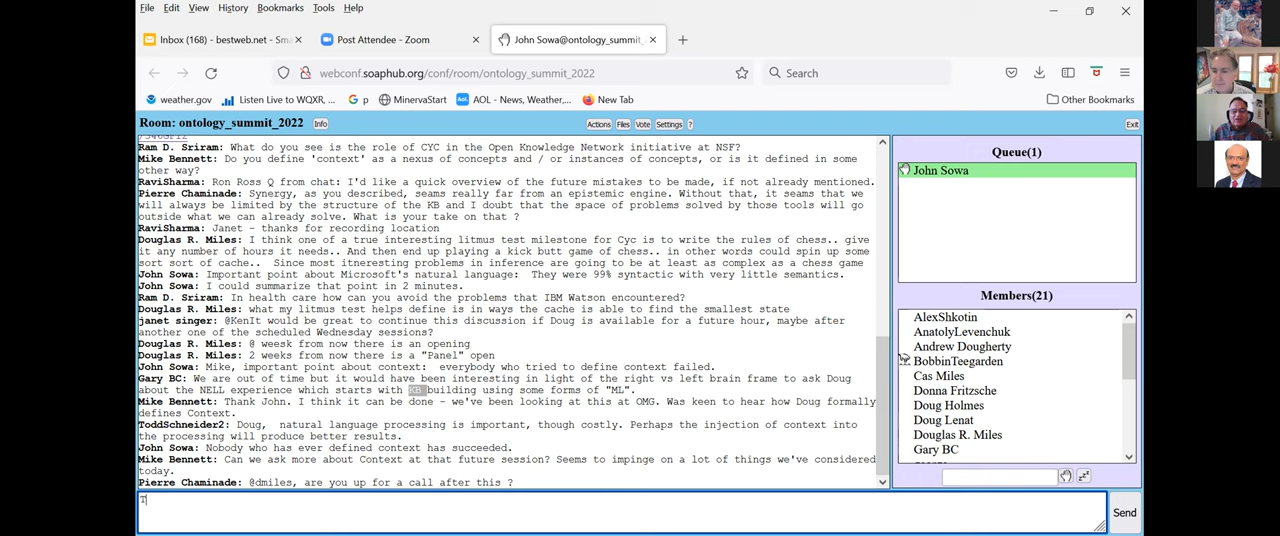 File Edit View History Bookmarks Tools Help
Inbox (168) - bestweb.net - Sma
Post Attendee - Zoom
John Sowa@ontology_summit_
webconf.soaphub.org/conf/room/ontology_summit_2022
Search
weather.gov
Listen Live to WQXR,
G p
MinervaStart
AOL - News, Weather,...
New Tab
Other Bookmarks
Room: ontology_summit_2022 Info
Actions Files Vote Settings ?
Exit
Ram D. Sriram: What do you see is the role of CYC in the Open Knowledge Network initiative at NSF?
Mike Bennett: Do you define 'context' as a nexus of concepts and / or instances of concepts, or is it defined in some
other way?
RaviSharma: Ron Ross Q from chat: I'd like a quick overview of the future mistakes to be made, if not already mentioned.
Pierre Chaminade: Synergy, as you described, seams really far from an epistemic engine. Without that, it seams that we
will always be limited by the structure of the KB and I doubt that the space of problems solved by those tools will go
outside what we can already solve. What is your take on that ?
RaviSharma: Janet - thanks for recording location
Douglas R. Miles: I think one of a true interesting litmus test milestone for Cyc is to write the rules of chess.. give
it any number of hours it needs.. And then end up playing a kick butt game of chess.. in other words could spin up some
sort sort of cache.. Since most iteresting problems in inference are going to be at least as complex as a chess game
John Sowa: Important point about Microsoft's natural language: They were 99% syntactic with very little semantics.
John Sowa: I could summarize that point in 2 minutes.
Ram D. Sriram: In health care how can you avoid the problems that IBM Watson encountered?
Douglas R. Miles: what my litmus test helps define is in ways the cache is able to find the smallest state
janet singer: @KenIt would be great to continue this discussion if Doug is available for a future hour, maybe after
another one of the scheduled Wednesday sessions?
Douglas R. Miles: @ weesk from now there is an opening
Douglas R. Miles: 2 weeks from now there is a "Panel" open
John Sowa: Mike, important point about context: everybody who tried to define context failed.
Gary BC: We are out of time but it would have been interesting in light of the right vs left brain frame to ask Doug
about the NELL experience which starts with KB building using some forms of "ML".
Mike Bennett: Thank John. I think it can be done - we've been looking at this at OMG. Was keen to hear how Doug formally
defines Context.
ToddSchneider2: Doug, natural language processing is important, though costly. Perhaps the injection of context into
the processing will produce better results.
John Sowa: Nobody who has ever defined context has succeeded.
Mike Bennett: Can we ask more about Context at that future session? Seems to impinge on a lot of things we've considered
today.
Pierre Chaminade: @dmiles, are you up for a call after this ?
T
Send
Queue(1)
John Sowa
Members(21)
AlexShkotin
AnatolyLevenchuk
Andrew Dougherty
BobbinTeegarden
Cas Miles
Donna Fritzsche
Doug Holmes
Doug Lenat
Douglas R. Miles
Gary BC